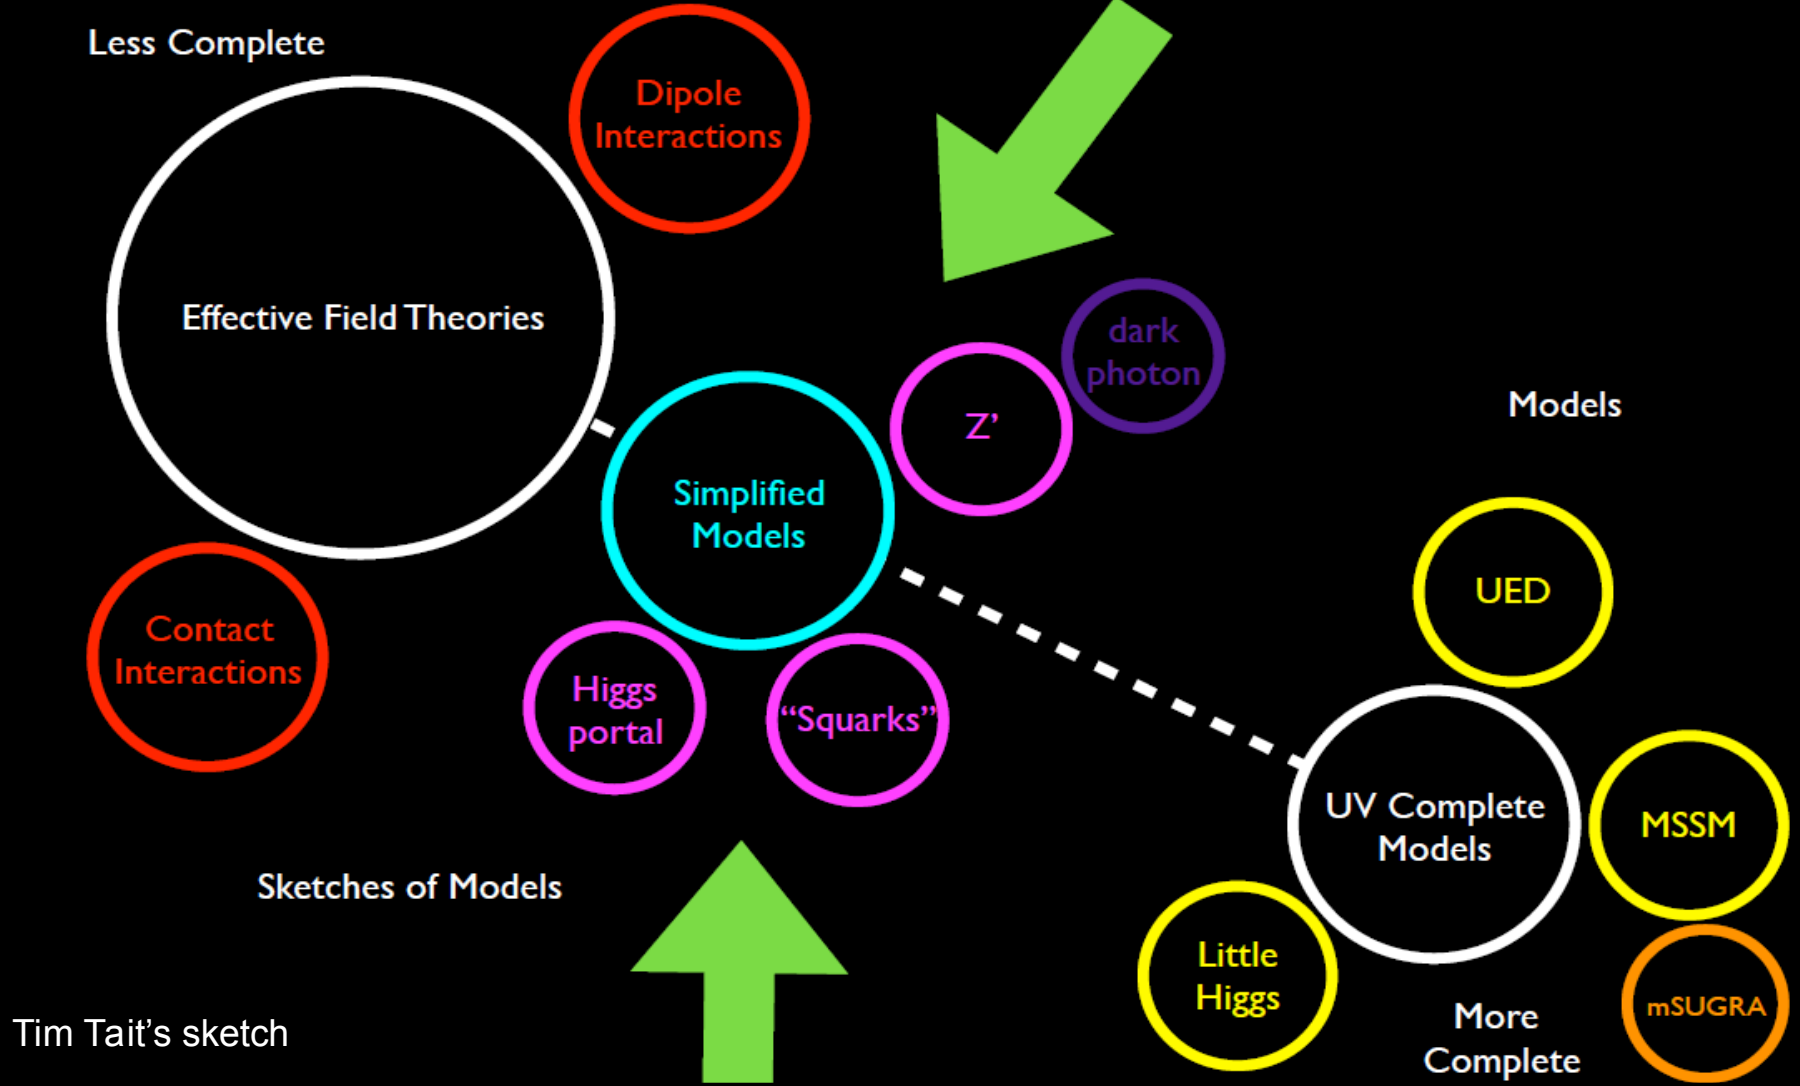 Less Complete
Dipole
Interactions
Effective Field Theories
dark
photon
Z’
Models
Simplified
Models
UED
Contact
Interactions
Higgs
portal
“Squarks”
UV Complete
Models
MSSM
Sketches of Models
Little
Higgs
mSUGRA
More
Complete
Tim Tait’s sketch